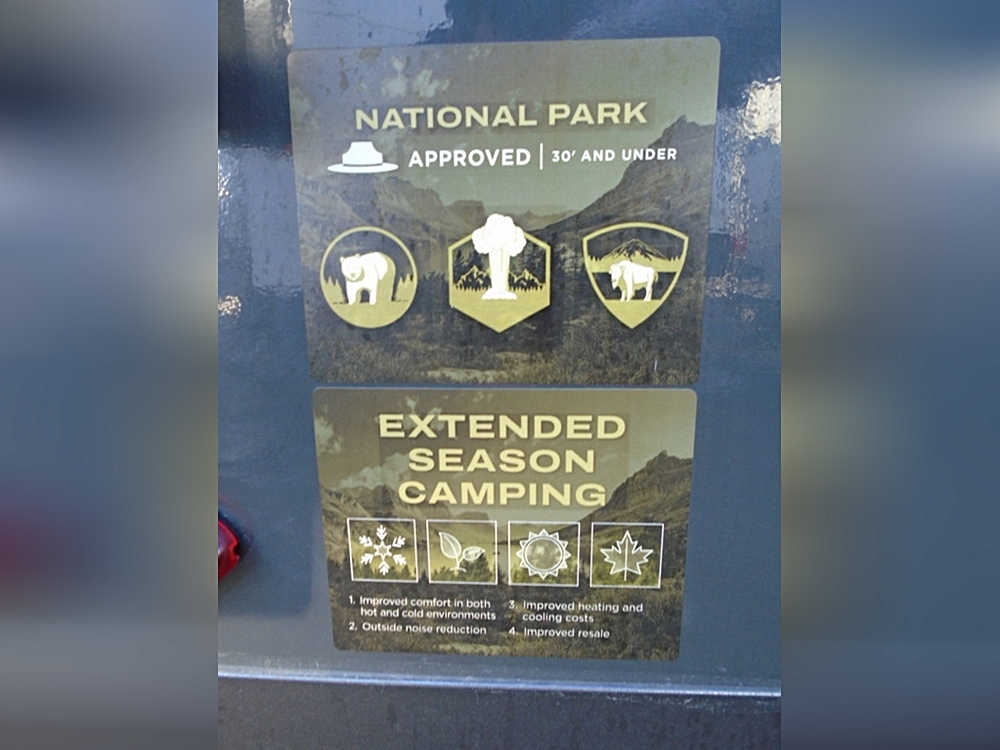 NATIONAL PARK
APPROVED | 30' AND UNDER
EXTENDED
SEASON
CAMPING
1. Improved comfort in both
hot and cold environments
2. Outside noise reduction
3. Improved heating and
cooling costs
4. Improved resale